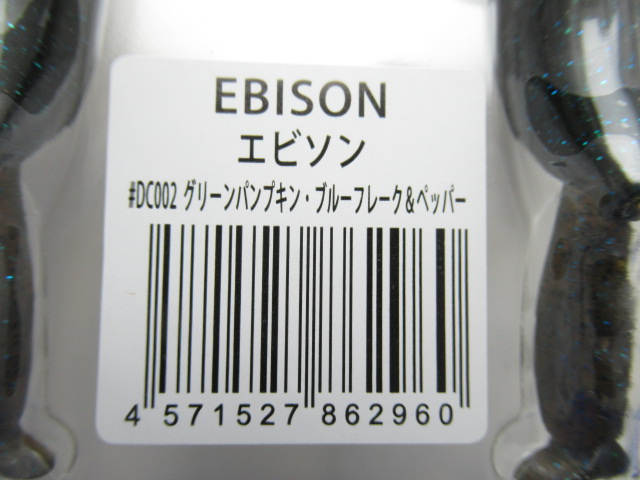 EBISON
エビソン
#DC002 グリーンパンプキン・ブルーフレーク&ペッパー
4 571527 862960